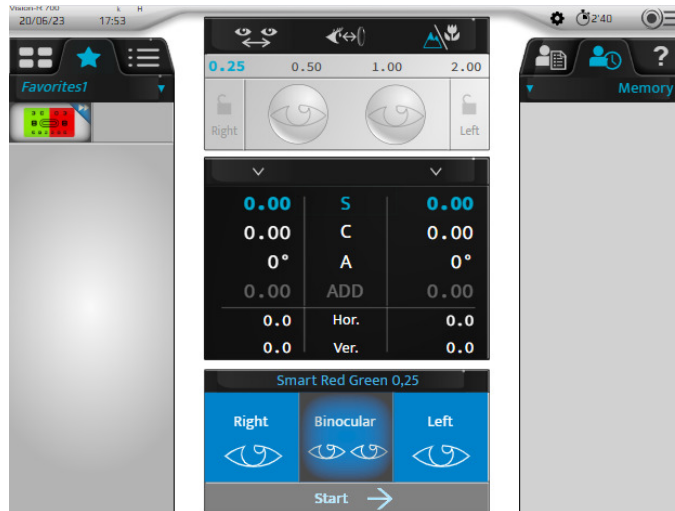 Vision-R 700
20/06/23 17:53 2'40
?
Favorites1 Memory
0.25 0.50 1.00 2.00
Right Left
0.00 S 0.00
0.00 C 0.00
0° A 0°
0.00 ADD 0.00
0.0 Hor. 0.0
0.0 Ver. 0.0
Smart Red Green 0,25
Right Binocular Left
Start